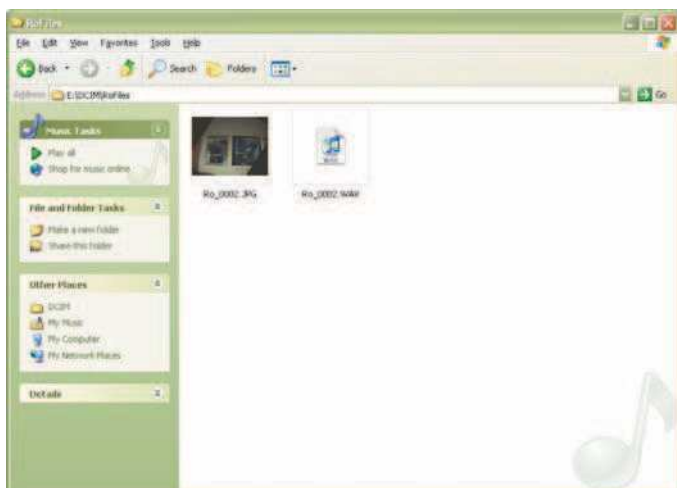 RoFiles
File Edit View Favorites Tools Help
Back Search Folders
Address E:\DCIM\RoFiles Go
Music Tasks
Play all
Shop for music online
File and Folder Tasks
Make a new folder
Share this folder
Other Places
DCIM
My Music
My Computer
My Network Places
Details
Ro_0002.JPG Ro_0002.WAV